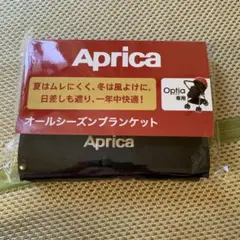 Aprica
夏はムレにくく、冬は風よけに。
日差しも遮り、一年中快適！
Optia
専用
オールシーズンブランケット
Aprica